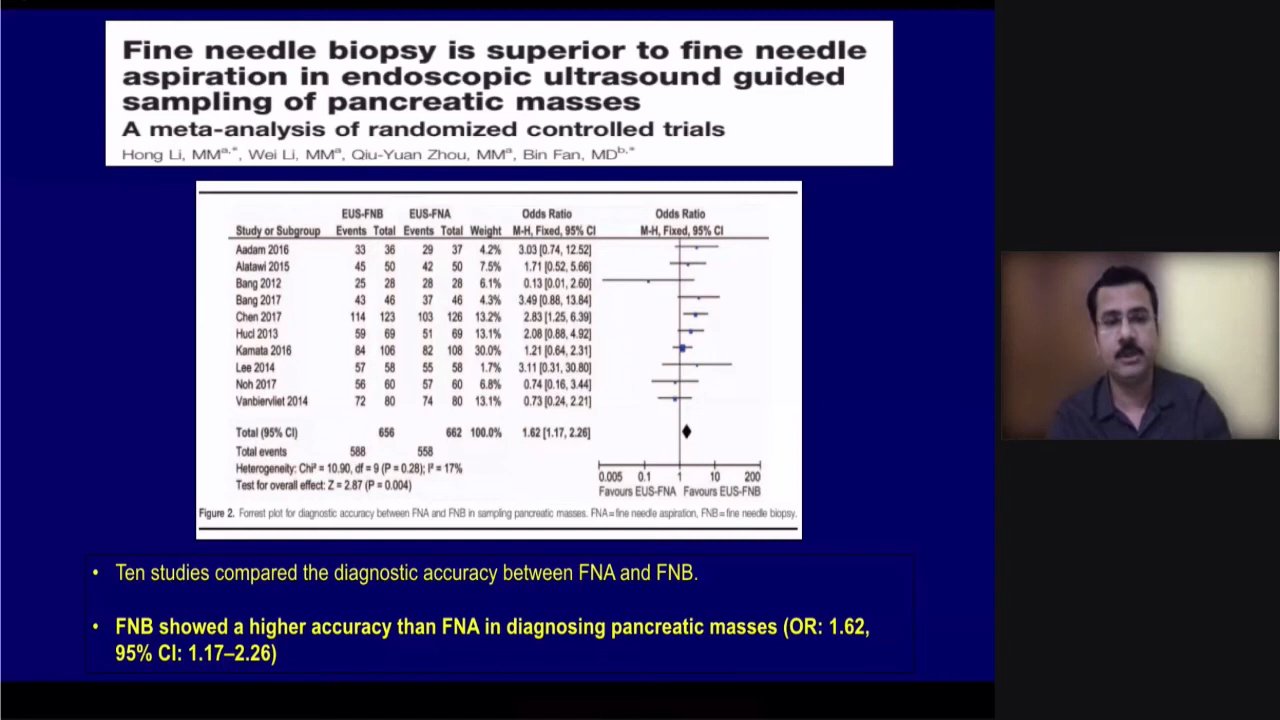 Fine needle biopsy is superior to fine needle
aspiration in endoscopic ultrasound guided
sampling of pancreatic masses
A meta-analysis of randomized controlled trials
Hong Li, MMᵃ,*, Wei Li, MMᵃ, Qiu-Yuan Zhou, MMᵃ, Bin Fan, MDᵇ,*
EUS-FNB EUS-FNA Odds Ratio Odds Ratio
Study or Subgroup Events Total Events Total Weight M-H, Fixed, 95% CI M-H, Fixed, 95% CI
Aadam 2016 33 36 29 37 4.2% 3.03 [0.74, 12.52]
Alatawi 2015 45 50 42 50 7.5% 1.71 [0.52, 5.66]
Bang 2012 25 28 28 28 6.1% 0.13 [0.01, 2.60]
Bang 2017 43 46 37 46 4.3% 3.49 [0.88, 13.84]
Chen 2017 114 123 103 126 13.2% 2.83 [1.25, 6.39]
Hucl 2013 59 69 51 69 13.1% 2.08 [0.88, 4.92]
Kamata 2016 84 106 82 108 30.0% 1.21 [0.64, 2.31]
Lee 2014 57 58 55 58 1.7% 3.11 [0.31, 30.80]
Noh 2017 56 60 57 60 6.8% 0.74 [0.16, 3.44]
Vanbiervliet 2014 72 80 74 80 13.1% 0.73 [0.24, 2.21]
Total (95% CI) 656 662 100.0% 1.62 [1.17, 2.26]
Total events 588 558
Heterogeneity: Chi² = 10.90, df = 9 (P = 0.28); I² = 17%
Test for overall effect: Z = 2.87 (P = 0.004)
0.005 0.1 1 10 200
Favours EUS-FNA Favours EUS-FNB
Figure 2. Forrest plot for diagnostic accuracy between FNA and FNB in sampling pancreatic masses. FNA=fine needle aspiration, FNB=fine needle biopsy.
• Ten studies compared the diagnostic accuracy between FNA and FNB.
• FNB showed a higher accuracy than FNA in diagnosing pancreatic masses (OR: 1.62,
95% CI: 1.17–2.26)